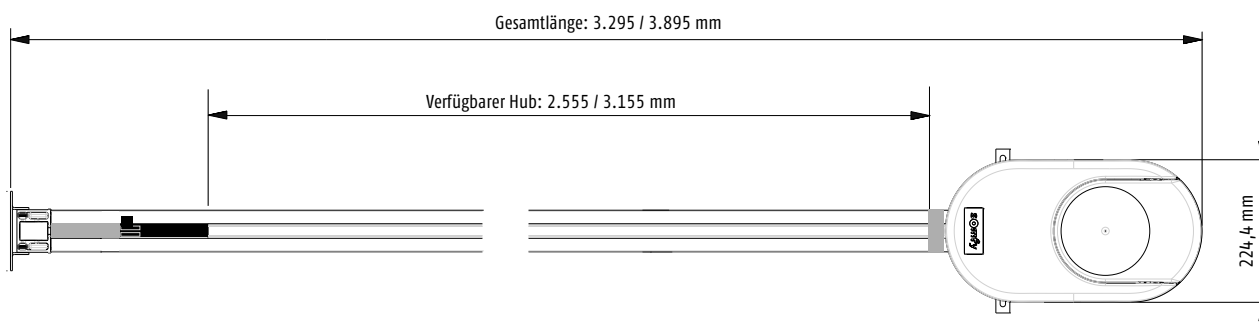 Gesamtlänge: 3.295 / 3.895 mm
Verfügbarer Hub: 2.555 / 3.155 mm
somfy
224,4 mm